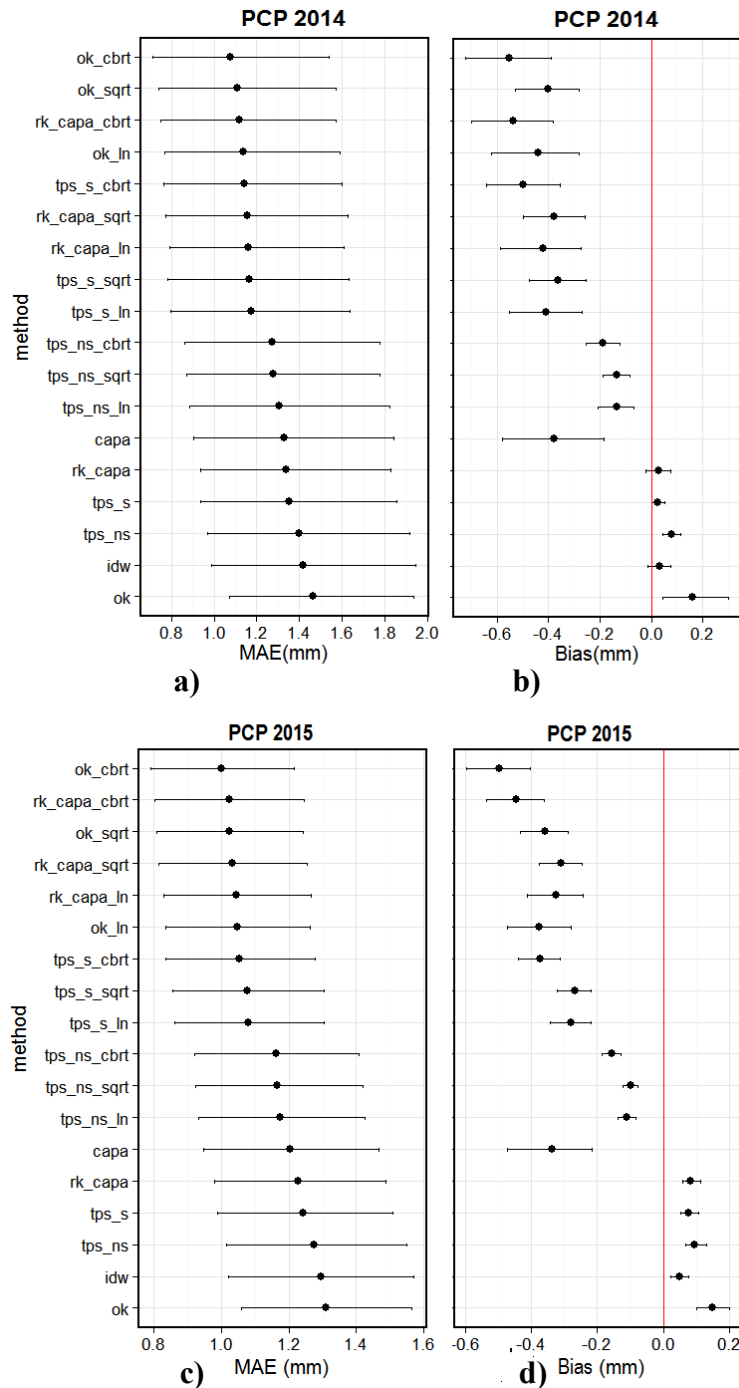 PCP 2014
ok_cbrt
ok_sqrt
rk_capa_cbrt
ok_ln
tps_s_cbrt
rk_capa_sqrt
rk_capa_ln
tps_s_sqrt
tps_s_ln
tps_ns_cbrt
tps_ns_sqrt
tps_ns_ln
capa
rk_capa
tps_s
tps_ns
idw
ok
method
0.8 1.0 1.2 1.4 1.6 1.8 2.0
MAE(mm)
a)
PCP 2014
-0.6 -0.4 -0.2 0.0 0.2
Bias(mm)
b)
PCP 2015
ok_cbrt
rk_capa_cbrt
ok_sqrt
rk_capa_sqrt
rk_capa_ln
ok_ln
tps_s_cbrt
tps_s_sqrt
tps_s_ln
tps_ns_cbrt
tps_ns_sqrt
tps_ns_ln
capa
rk_capa
tps_s
tps_ns
idw
ok
method
0.8 1.0 1.2 1.4 1.6
MAE (mm)
c)
PCP 2015
-0.6 -0.4 -0.2 0.0 0.2
Bias (mm)
d)